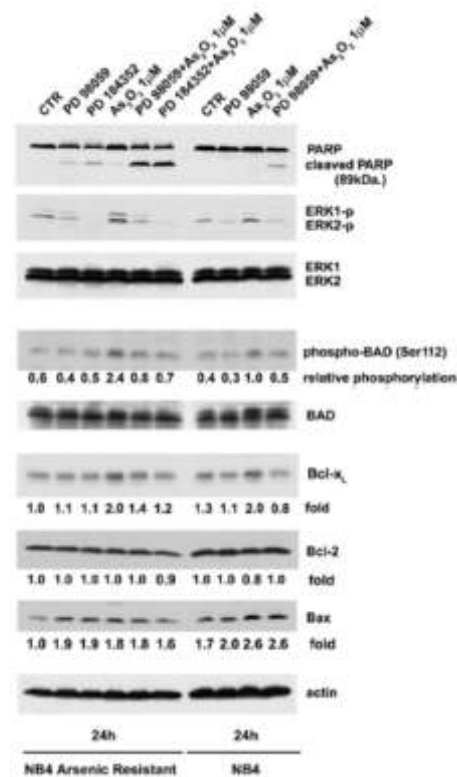 CTR PD 98059 PD 184352 As2O3 1µM PD 98059+As2O3 1µM PD 184352+As2O3 1µM CTR PD 98059 As2O3 1µM PD 98059+As2O3 1µM
PARP
cleaved PARP
(89kDa.)
ERK1-p
ERK2-p
ERK1
ERK2
phospho-BAD (Ser112)
0.6 0.4 0.5 2.4 0.8 0.7 0.4 0.3 1.0 0.5 relative phosphorylation
BAD
Bcl-xL
1.0 1.1 1.1 2.0 1.4 1.2 1.3 1.1 2.0 0.8 fold
Bcl-2
1.0 1.0 1.0 1.0 1.0 0.9 1.0 1.0 0.8 1.0 fold
Bax
1.0 1.9 1.9 1.8 1.8 1.6 1.7 2.0 2.6 2.6 fold
actin
24h 24h
NB4 Arsenic Resistant NB4